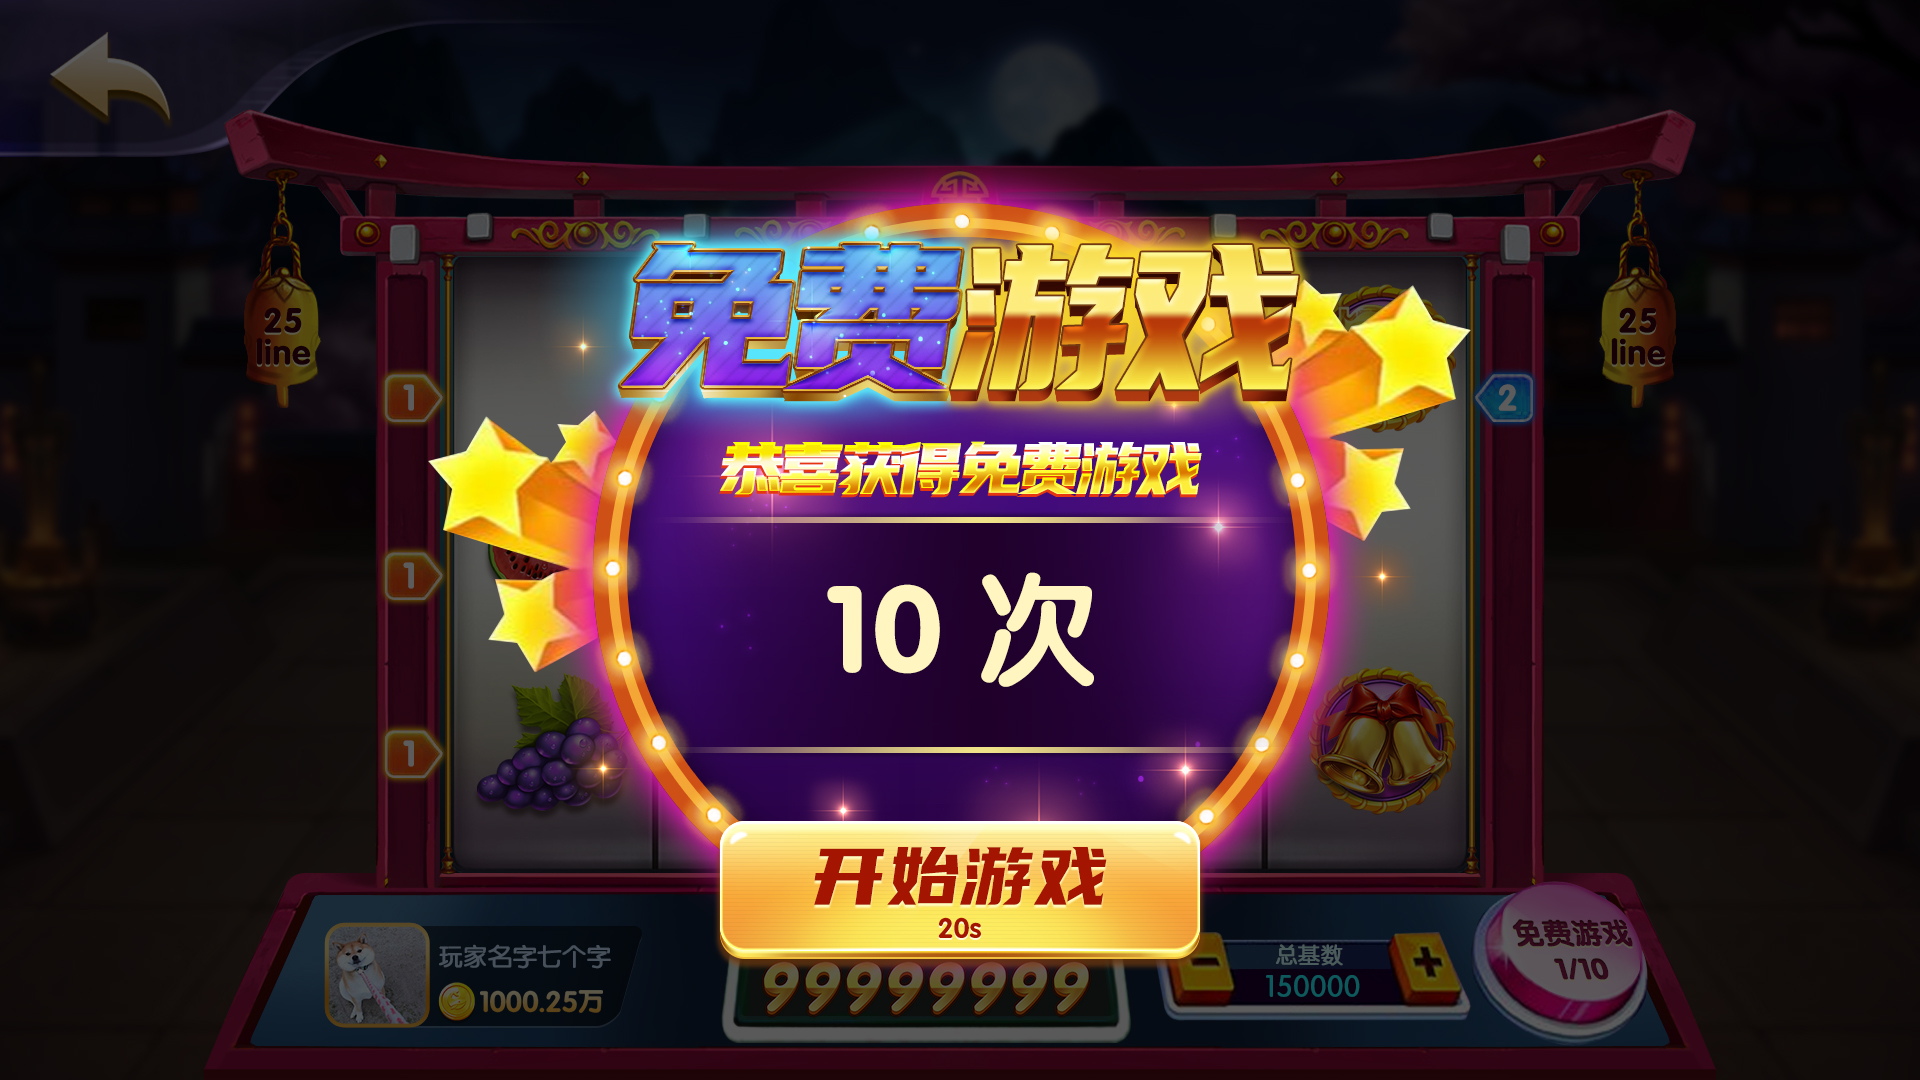 免费游戏
25
line
25
line
1
2
恭喜获得免费游戏
1
10 次
1
开始游戏
20s
玩家名字七个字
1000.25万
99999999
总基数
150000
免费游戏
1/10